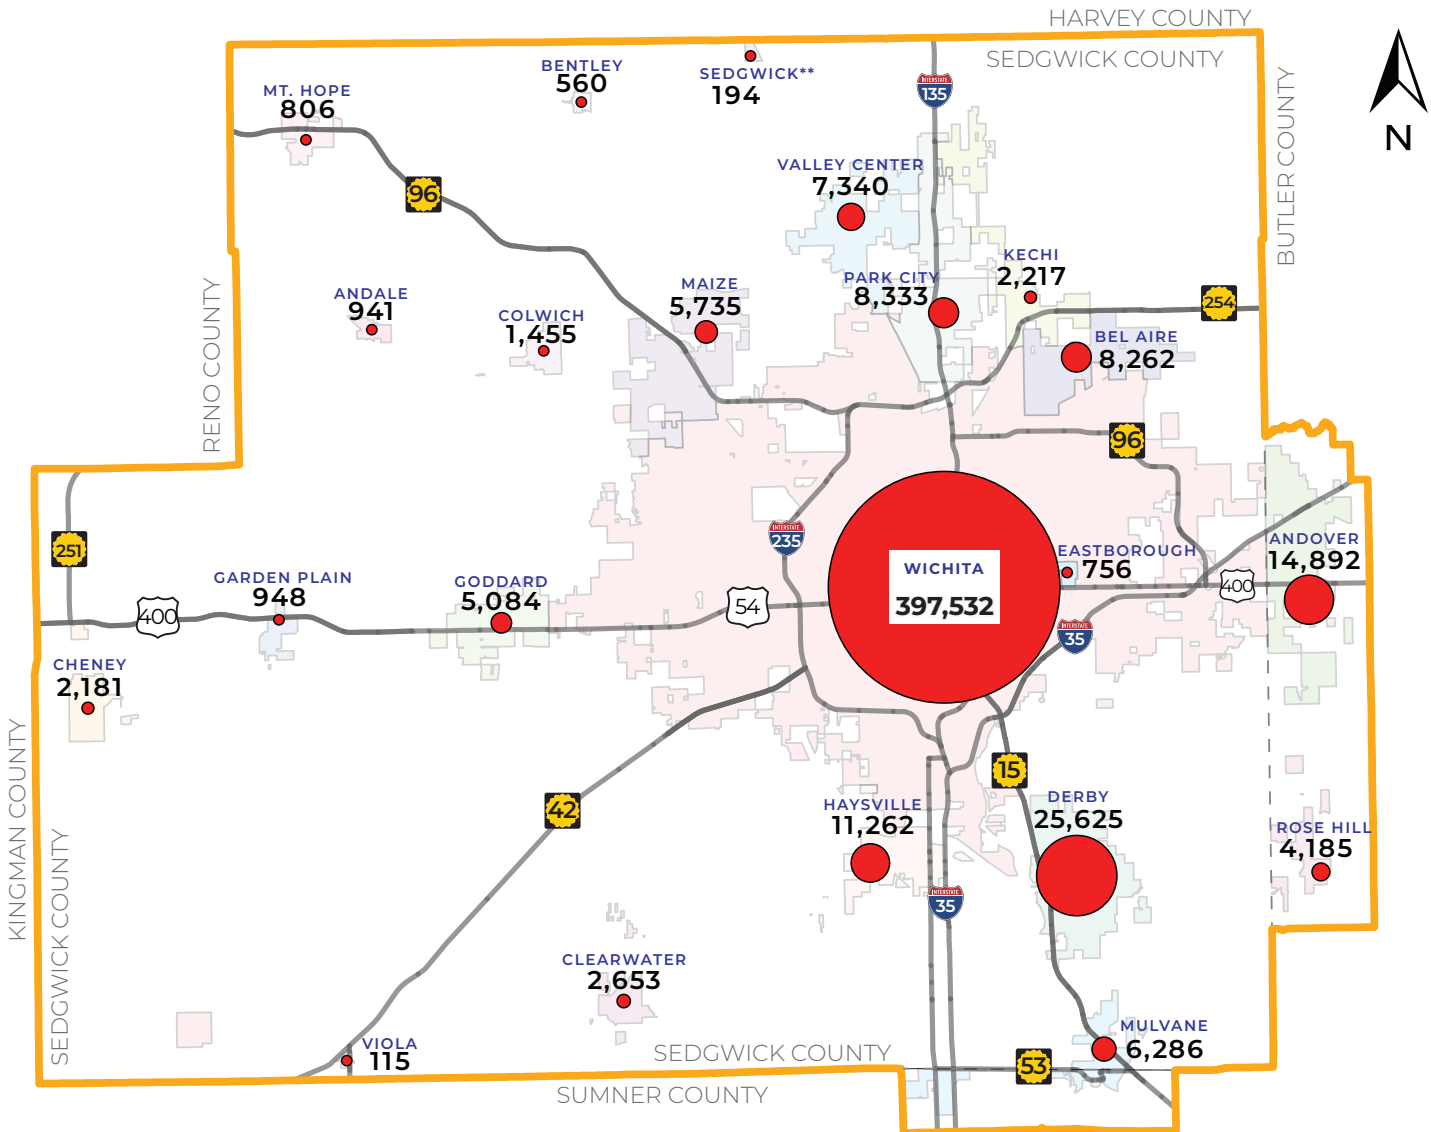 HARVEY COUNTY
SEDGWICK COUNTY
BUTLER COUNTY
N
MT. HOPE
806
BENTLEY
560
SEDGWICK**
194
INTERSTATE
135
96
VALLEY CENTER
7,340
KECHI
2,217
PARK CITY
8,333
254
BEL AIRE
8,262
RENO COUNTY
ANDALE
941
COLWICH
1,455
MAIZE
5,735
96
251
INTERSTATE
235
WICHITA
397,532
EASTBOROUGH
756
ANDOVER
14,892
400
GARDEN PLAIN
948
GODDARD
5,084
54
400
INTERSTATE
35
CHENEY
2,181
KINGMAN COUNTY
SEDGWICK COUNTY
42
15
HAYSVILLE
11,262
DERBY
25,625
ROSE HILL
4,185
INTERSTATE
35
CLEARWATER
2,653
VIOLA
115
SEDGWICK COUNTY
SUMNER COUNTY
53
MULVANE
6,286